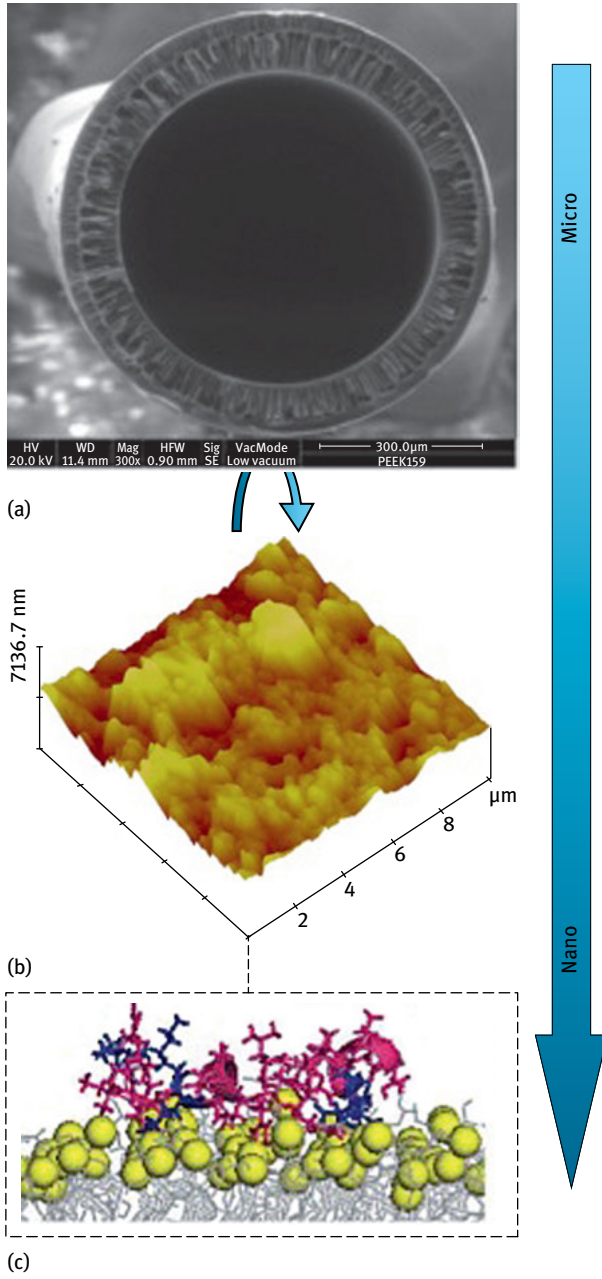 Micro
HV WD Mag HFW Sig VacMode 300.0µm
20.0 kV 11.4 mm 300x 0.90 mm SE Low vacuum PEEK159
(a)
7136.7 nm
µm
8
6
4
2
Nano
(b)
(c)